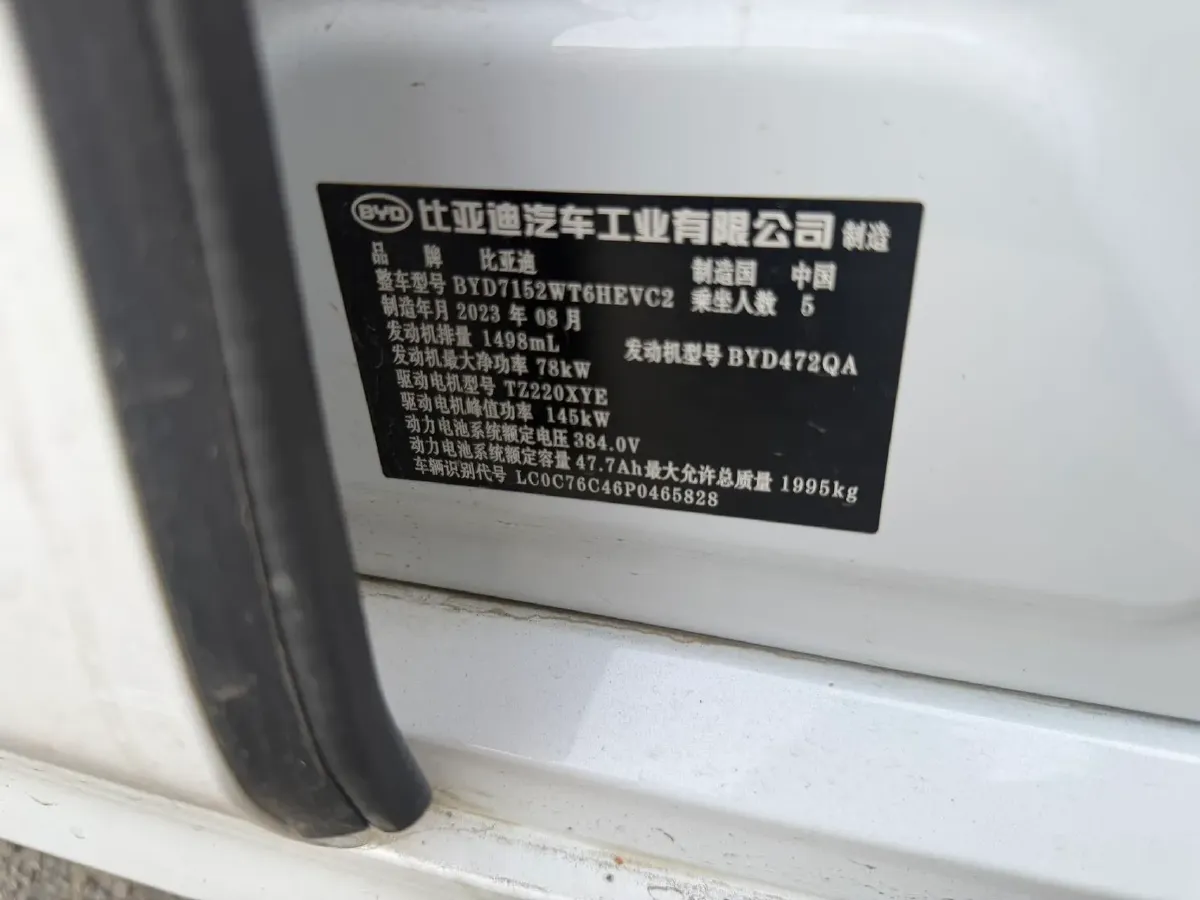 BYD 比亚迪汽车工业有限公司 制造
品 牌 比亚迪 制造国 中国
整车型号 BYD7152WT6HEVC2 乘坐人数 5
制造年月 2023 年 08 月
发动机排量 1498mL 发动机型号 BYD472QA
发动机最大净功率 78kW
驱动电机型号 TZ220XYE
驱动电机峰值功率 145kW
动力电池系统额定电压 384.0V
动力电池系统额定容量 47.7Ah 最大允许总质量 1995kg
车辆识别代号 LC0C76C46P0465828